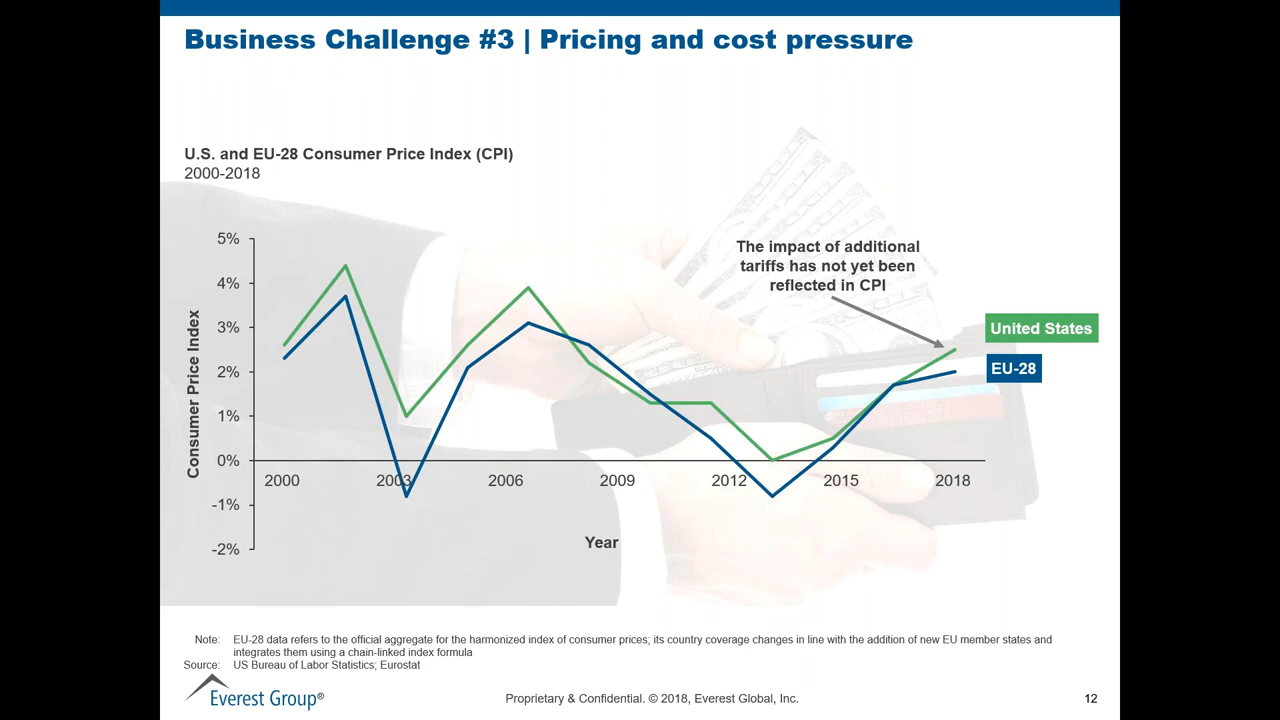 Business Challenge #3 | Pricing and cost pressure
U.S. and EU-28 Consumer Price Index (CPI)
2000-2018
5%
4%
3%
2%
1%
0%
-1%
-2%
Consumer Price Index
The impact of additional
tariffs has not yet been
reflected in CPI
United States
EU-28
2000
2003
2006
2009
2012
2015
2018
Year
Note: EU-28 data refers to the official aggregate for the harmonized index of consumer prices; its country coverage changes in line with the addition of new EU member states and
integrates them using a chain-linked index formula
Source: US Bureau of Labor Statistics; Eurostat
Everest Group®
Proprietary & Confidential. © 2018, Everest Global, Inc.
12